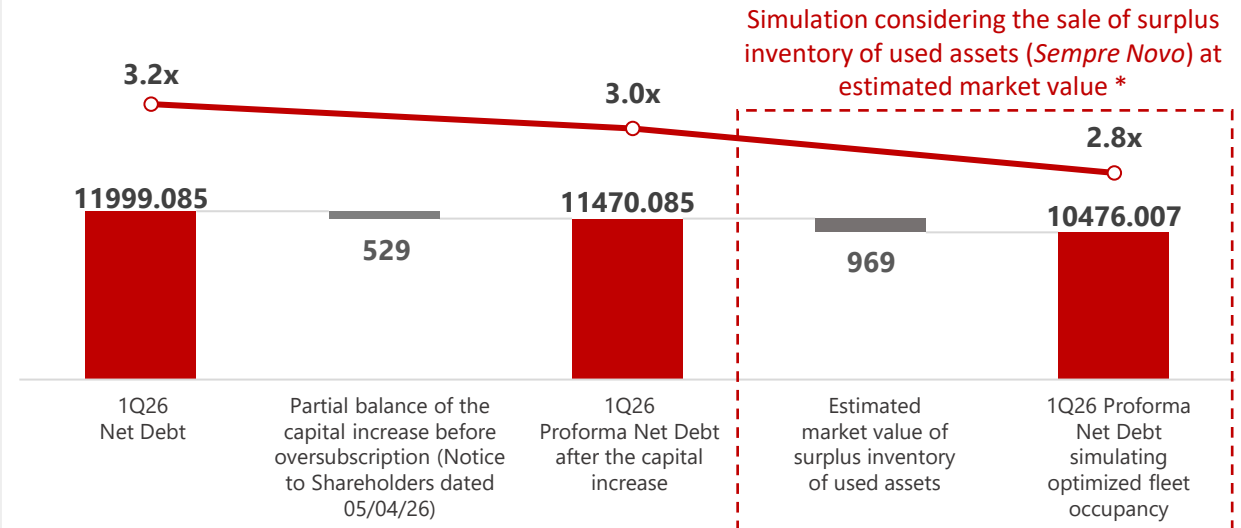 Simulation considering the sale of surplus
inventory of used assets (Sempre Novo) at
estimated market value *
3.2x
3.0x
2.8x
11999.085
529
11470.085
969
10476.007
1Q26
Net Debt
Partial balance of the
capital increase before
oversubscription (Notice
to Shareholders dated
05/04/26)
1Q26
Proforma Net Debt
after the capital
increase
Estimated
market value of
surplus inventory
of used assets
1Q26 Proforma
Net Debt
simulating
optimized fleet
occupancy